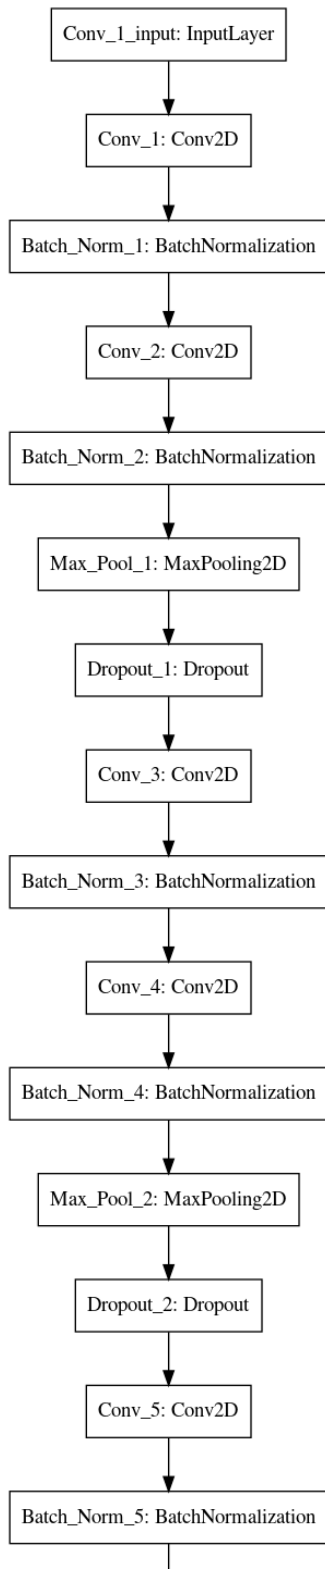 Conv_1_input: InputLayer
Conv_1: Conv2D
Batch_Norm_1: BatchNormalization
Conv_2: Conv2D
Batch_Norm_2: BatchNormalization
Max_Pool_1: MaxPooling2D
Dropout_1: Dropout
Conv_3: Conv2D
Batch_Norm_3: BatchNormalization
Conv_4: Conv2D
Batch_Norm_4: BatchNormalization
Max_Pool_2: MaxPooling2D
Dropout_2: Dropout
Conv_5: Conv2D
Batch_Norm_5: BatchNormalization